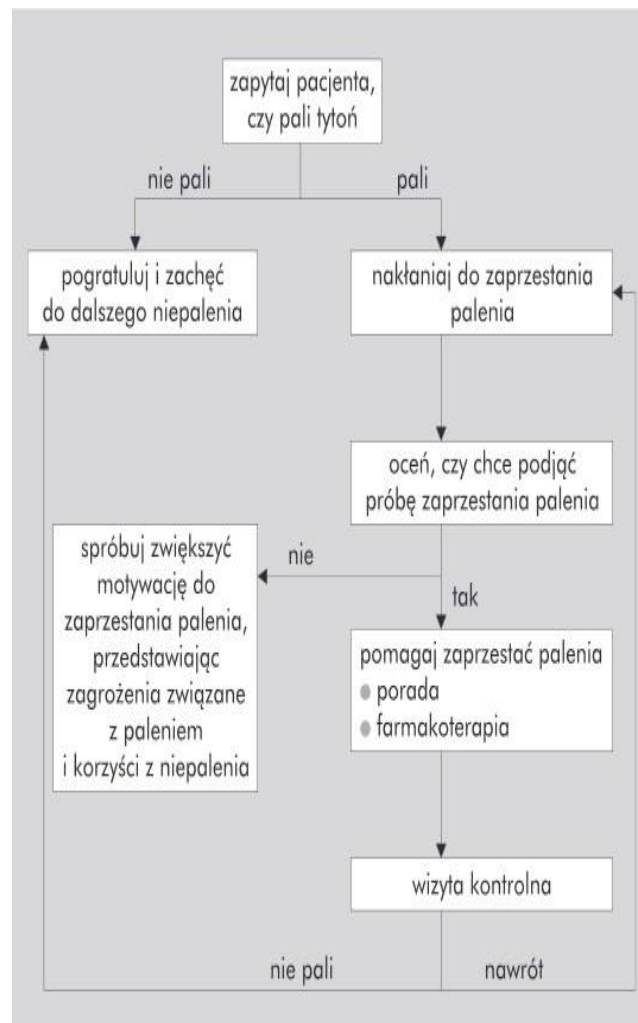 zapytaj pacjenta,
czy pali tytoń
nie pali
pali
pogratuluj i zachęć
do dalszego niepalenia
nakłaniaj do zaprzestania
palenia
oceń, czy chce podjąć
próbę zaprzestania palenia
nie
tak
spróbuj zwiększyć
motywację do
zaprzestania palenia,
przedstawiając
zagrożenia związane
z paleniem
i korzyści z niepalenia
pomagaj zaprzestać palenia
● porada
● farmakoterapia
wizyta kontrolna
nie pali
nawrót